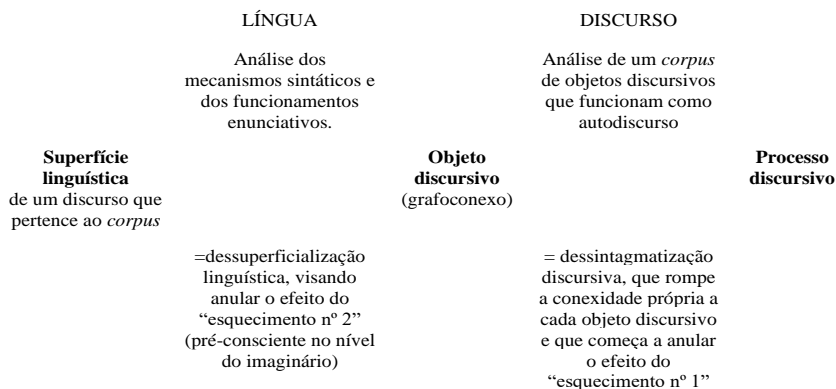 LÍNGUA
DISCURSO
Análise dos
mecanismos sintáticos e
dos funcionamentos
enunciativos.
Análise de um corpus
de objetos discursivos
que funcionam como
autodiscurso
Superfície
linguística
de um discurso que
pertence ao corpus
Objeto
discursivo
(grafoconexo)
Processo
discursivo
=dessuperficialização
linguística, visando
anular o efeito do
“esquecimento nº 2”
(pré-consciente no nível
do imaginário)
= dessintagmatização
discursiva, que rompe
a conexidade própria a
cada objeto discursivo
e que começa a anular
o efeito do
“esquecimento nº 1”